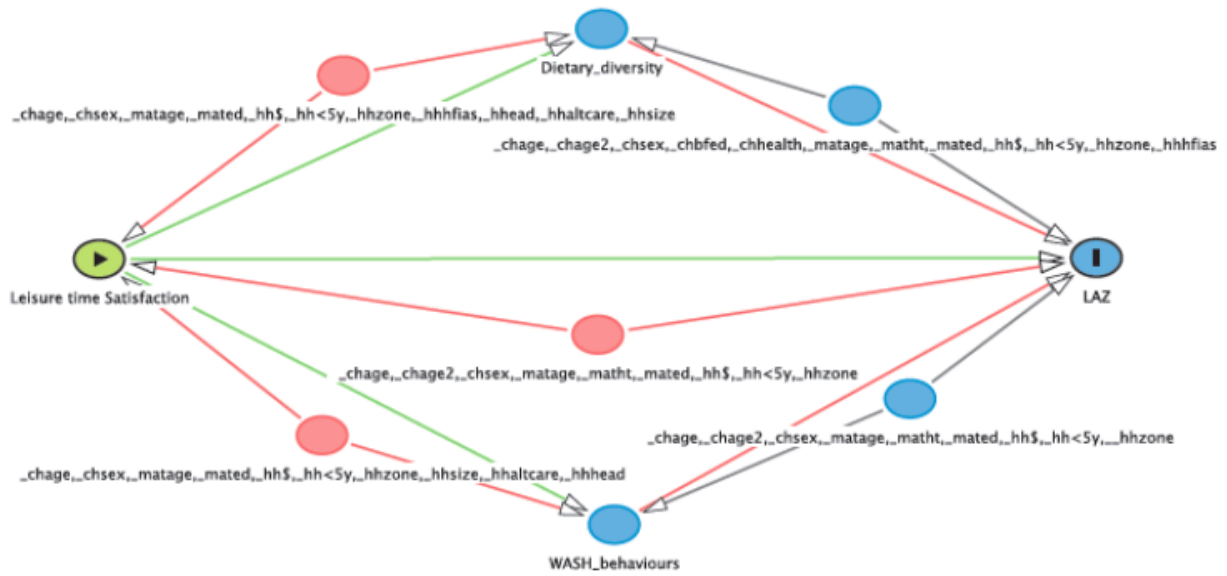 Dietary_diversity
_chage,_chsex,_matage,_mated,_hh$,_hh<5y,_hhzone,_hhhfias,_hhead,_hhaltcare,_hhsize
_chage,_chage2,_chsex,_chbfed,_chhealth,_matage,_matht,_mated,_hh$,_hh<5y,_hhzone,_hhhfias
Leisure time Satisfaction
LAZ
_chage,_chage2,_chsex,_matage,_matht,_mated,_hh$,_hh<5y,_hhzone
_chage,_chage2,_chsex,_matage,_matht,_mated,_hh$,_hh<5y,__hhzone
_chage,_chsex,_matage,_mated,_hh$,_hh<5y,_hhzone,_hhsize,_hhaltcare,_hhhead
WASH_behaviours